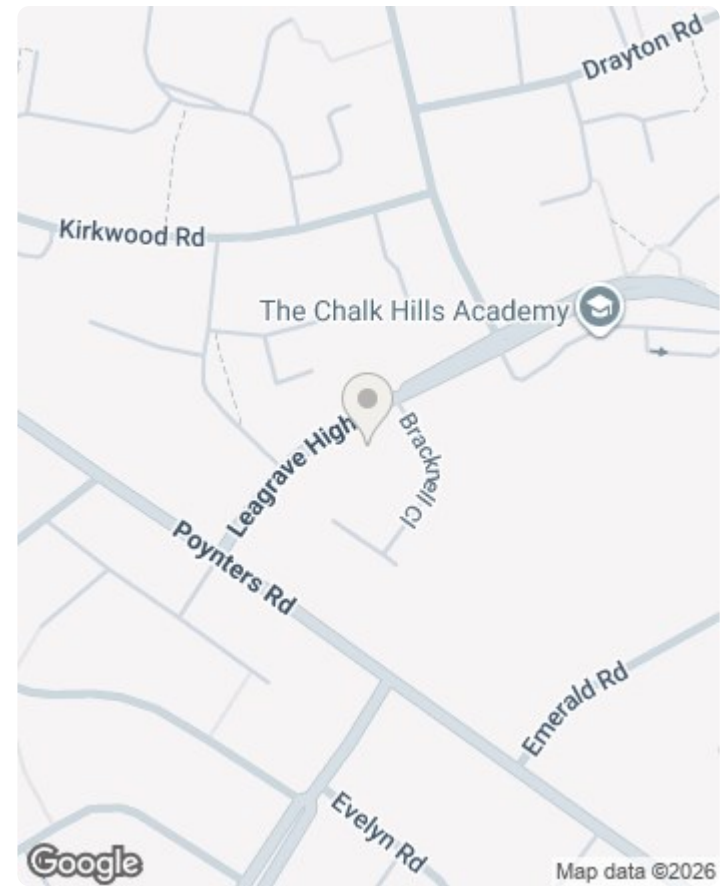 Drayton Rd
Kirkwood Rd
The Chalk Hills Academy
Leagrave High
Bracknell Cl
Poynters Rd
Emerald Rd
Evelyn Rd
Google
Map data ©2026